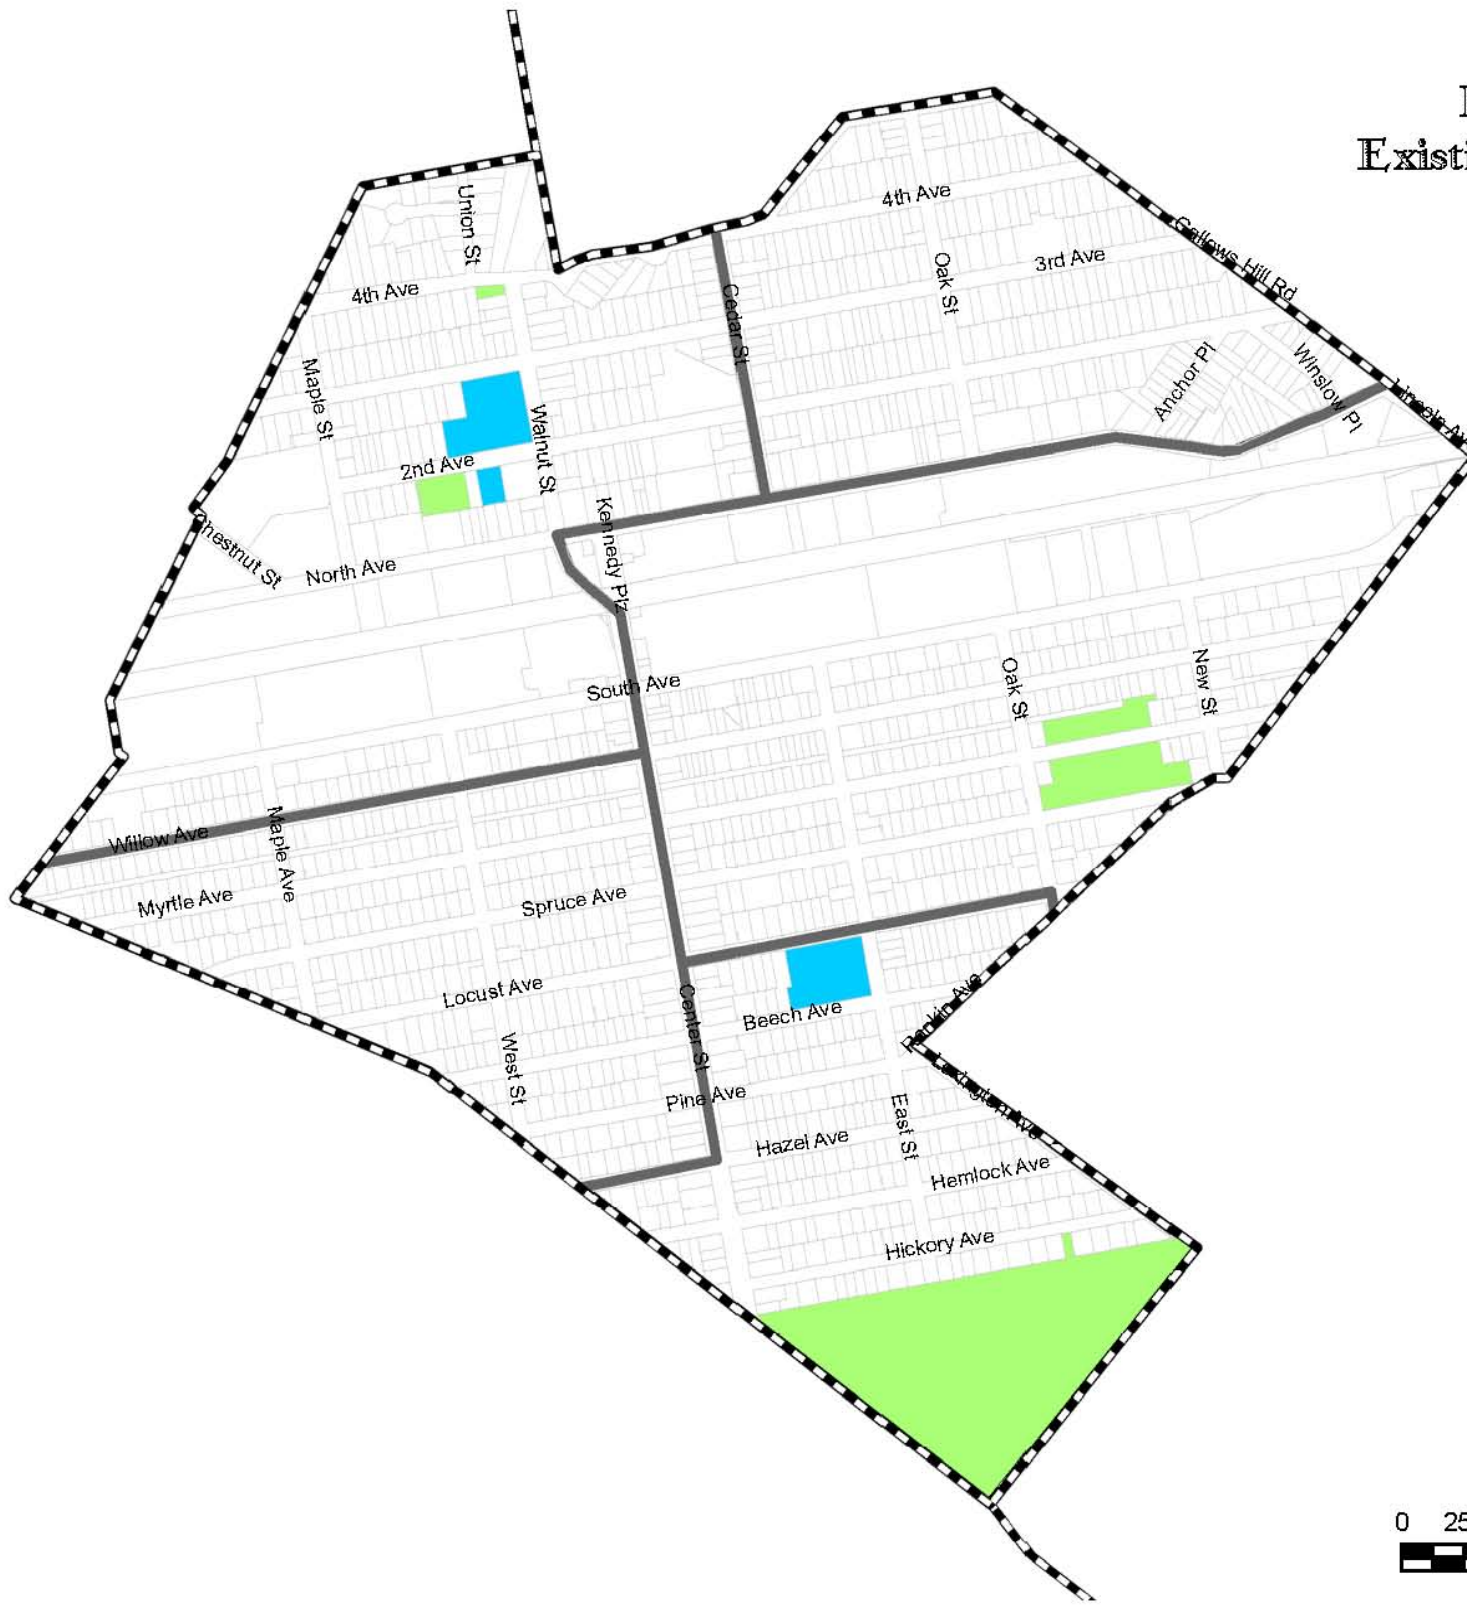 Existi
4th Ave
Union St
Gallows Hill Rd
3rd Ave
Oak St
4th Ave
Cedar St
Anchor Pl
Winslow Pl
Maple St
Lincoln Av
Walnut St
2nd Ave
Kennedy Plz
Chestnut St
North Ave
South Ave
Oak St
New St
Willow Ave
Maple Ave
Myrtle Ave
Spruce Ave
Locust Ave
Center St
Beech Ave
West St
Pine Ave
East St
Hazel Ave
Hemlock Ave
Hickory Ave
0 25